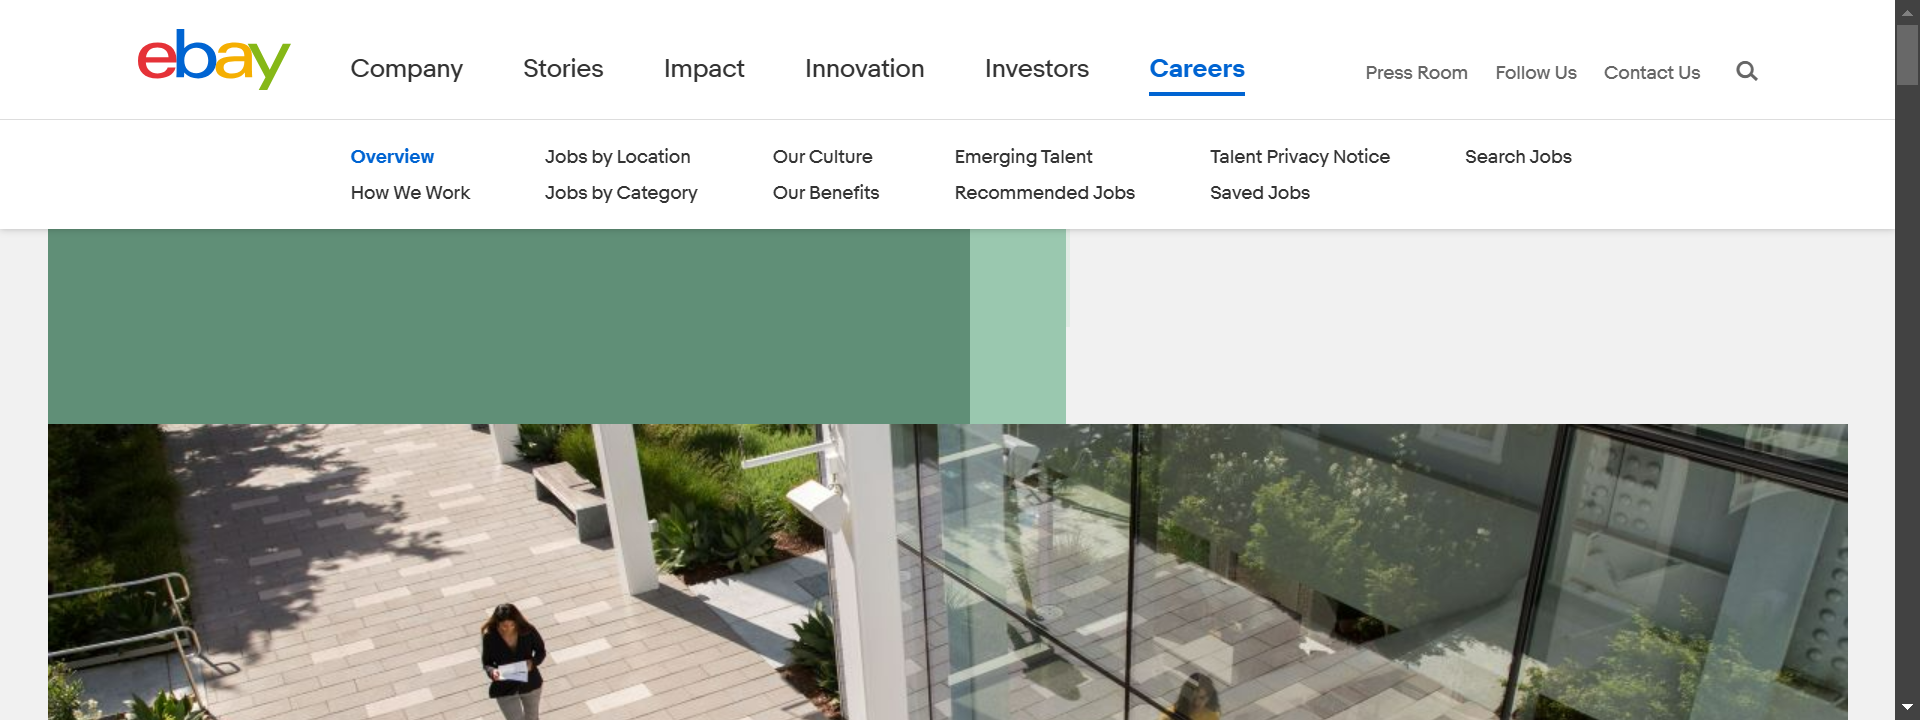 ebay
Company Stories Impact Innovation Investors Careers Press Room Follow Us Contact Us
Overview Jobs by Location Our Culture Emerging Talent Talent Privacy Notice Search Jobs
How We Work Jobs by Category Our Benefits Recommended Jobs Saved Jobs